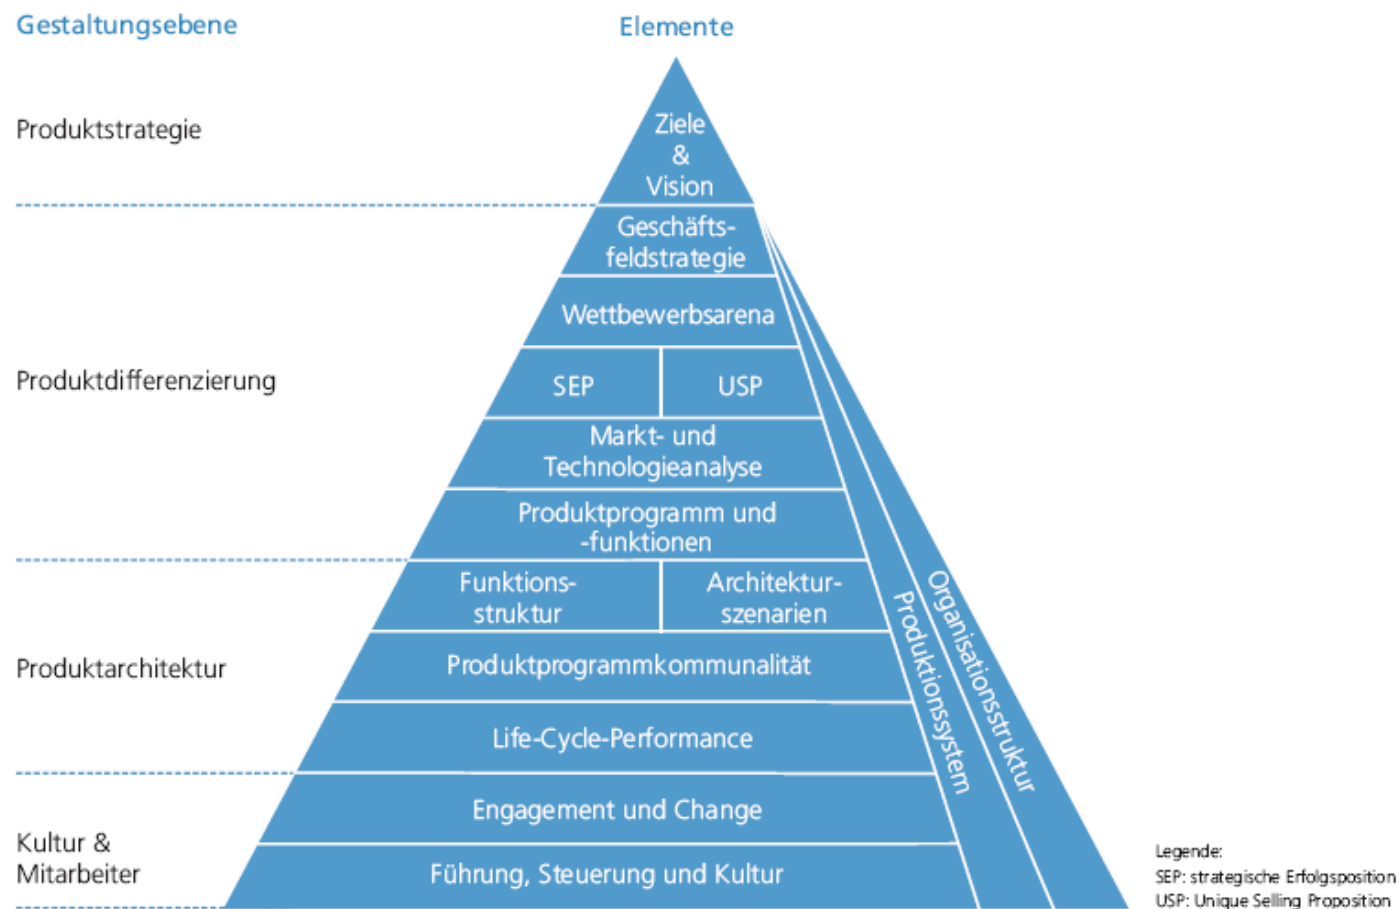 Gestaltungsebene
Elemente
Produktstrategie
Ziele
&
Vision
Geschäfts-
feldstrategie
Wettbewerbsarena
Produktdifferenzierung
SEP
USP
Markt- und
Technologieanalyse
Produktprogramm und
-funktionen
Funktions-
struktur
Architektur-
szenarien
Produktarchitektur
Produktprogrammkommunalität
Life-Cycle-Performance
Produktionssystem
Organisationsstruktur
Kultur &
Mitarbeiter
Engagement und Change
Führung, Steuerung und Kultur
Legende:
SEP: strategische Erfolgsposition
USP: Unique Selling Proposition